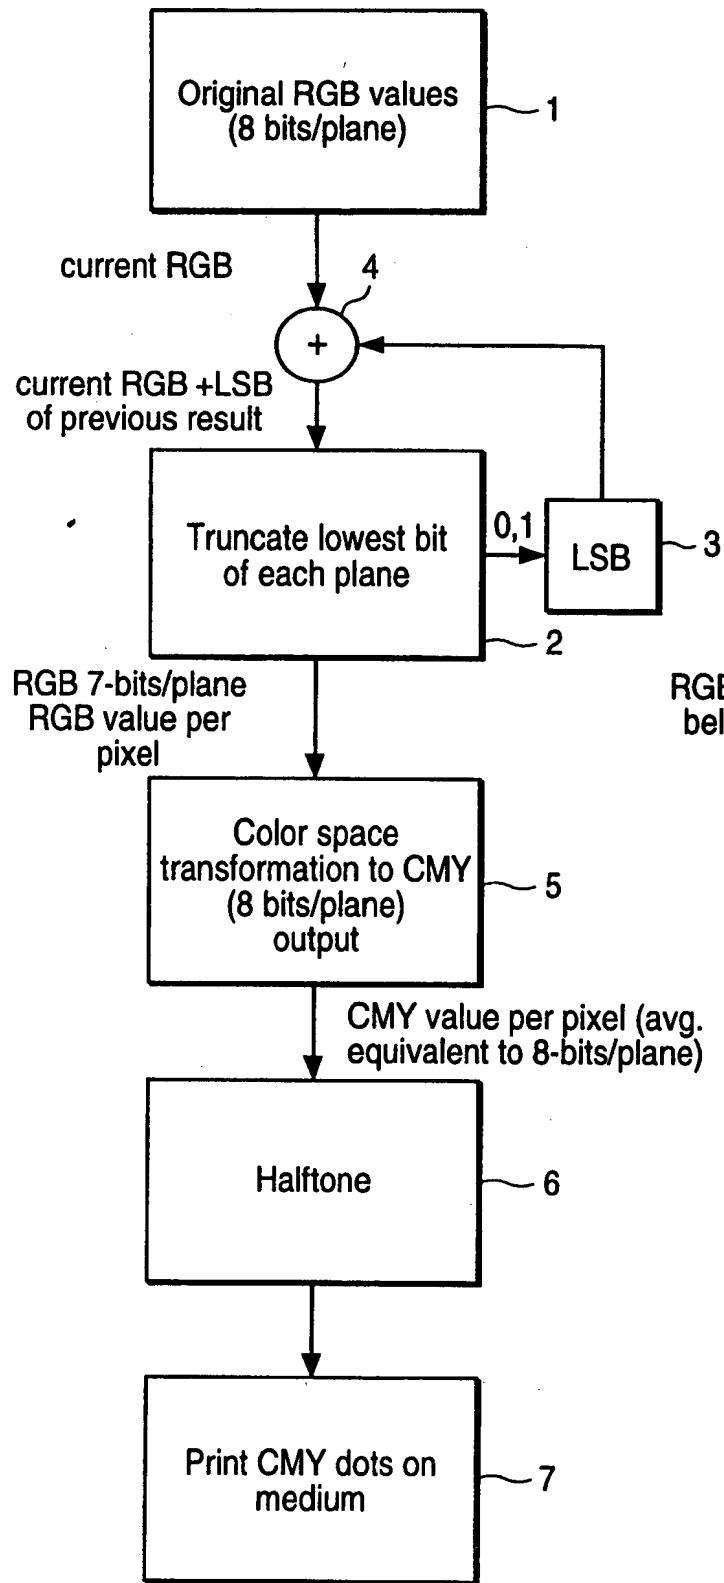 Original RGB values
(8 bits/plane)
1
current RGB
4
+
current RGB +LSB
of previous result
Truncate lowest bit
of each plane
0,1
LSB
3
2
RGB 7-bits/plane
RGB value per
pixel
RGB
bel
Color space
transformation to CMY
(8 bits/plane)
output
5
CMY value per pixel (avg.
equivalent to 8-bits/plane)
Halftone
6
Print CMY dots on
medium
7